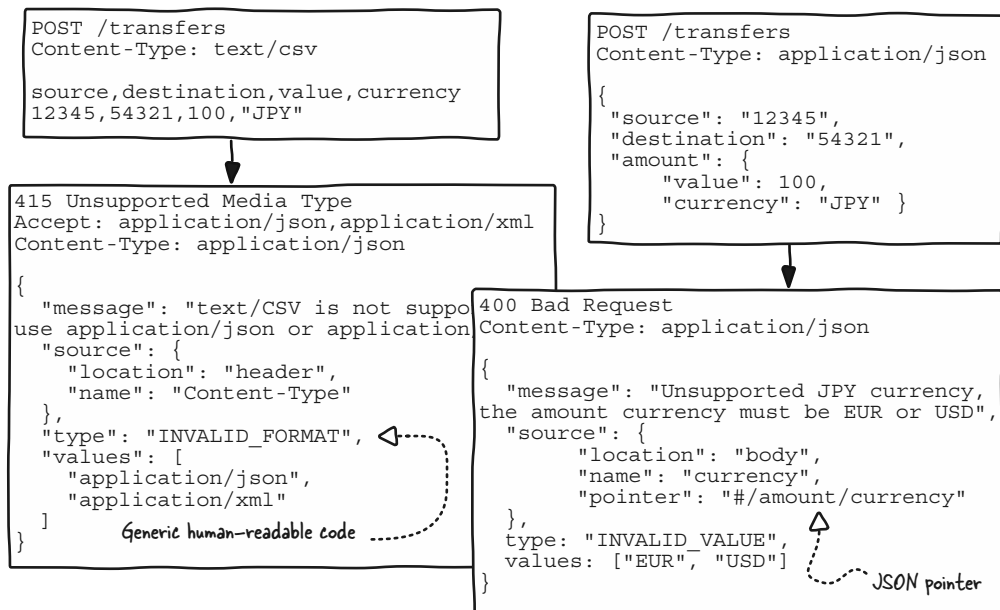 POST /transfers
Content-Type: text/csv
source,destination,value,currency
12345,54321,100,"JPY"
415 Unsupported Media Type
Accept: application/json,application/xml
Content-Type: application/json
{
"message": "text/CSV is not suppo
use application/json or application
"source": {
"location": "header",
"name": "Content-Type"
},
"type": "INVALID_FORMAT",
"values": [
"application/json",
"application/xml"
]
}
Generic human-readable code
POST /transfers
Content-Type: application/json
{
"source": "12345",
"destination": "54321",
"amount": {
"value": 100,
"currency": "JPY" }
}
400 Bad Request
Content-Type: application/json
{
"message": "Unsupported JPY currency,
the amount currency must be EUR or USD",
"source": {
"location": "body",
"name": "currency",
"pointer": "#/amount/currency"
},
type: "INVALID_VALUE",
values: ["EUR", "USD"]
}
JSON pointer